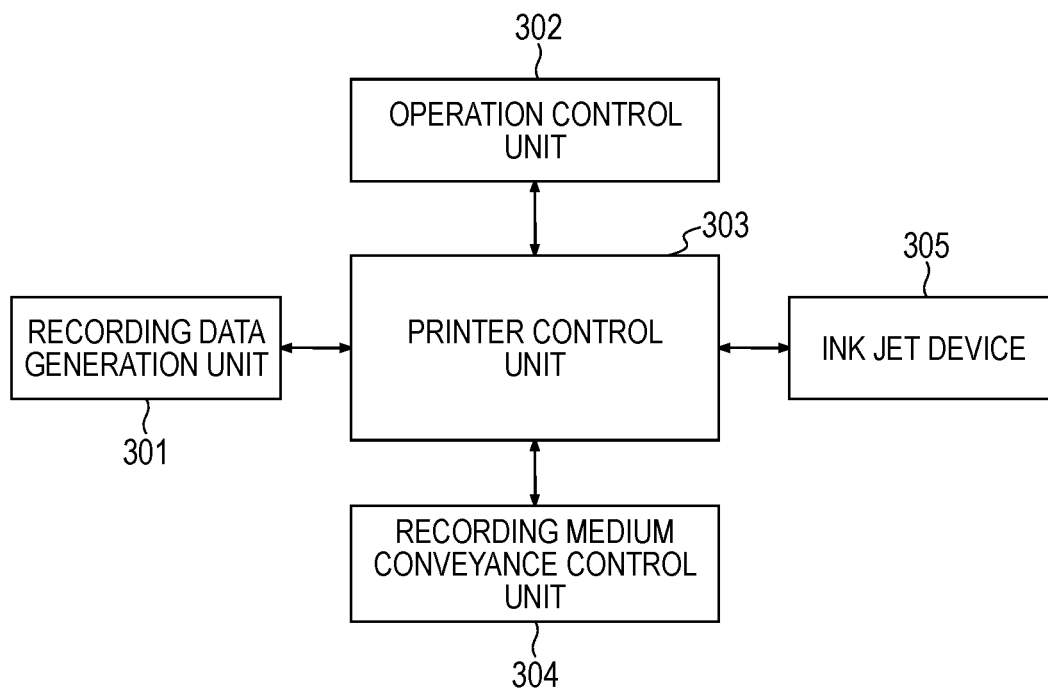 302
OPERATION CONTROL
UNIT
303
305
RECORDING DATA
GENERATION UNIT
PRINTER CONTROL
UNIT
INK JET DEVICE
301
RECORDING MEDIUM
CONVEYANCE CONTROL
UNIT
304